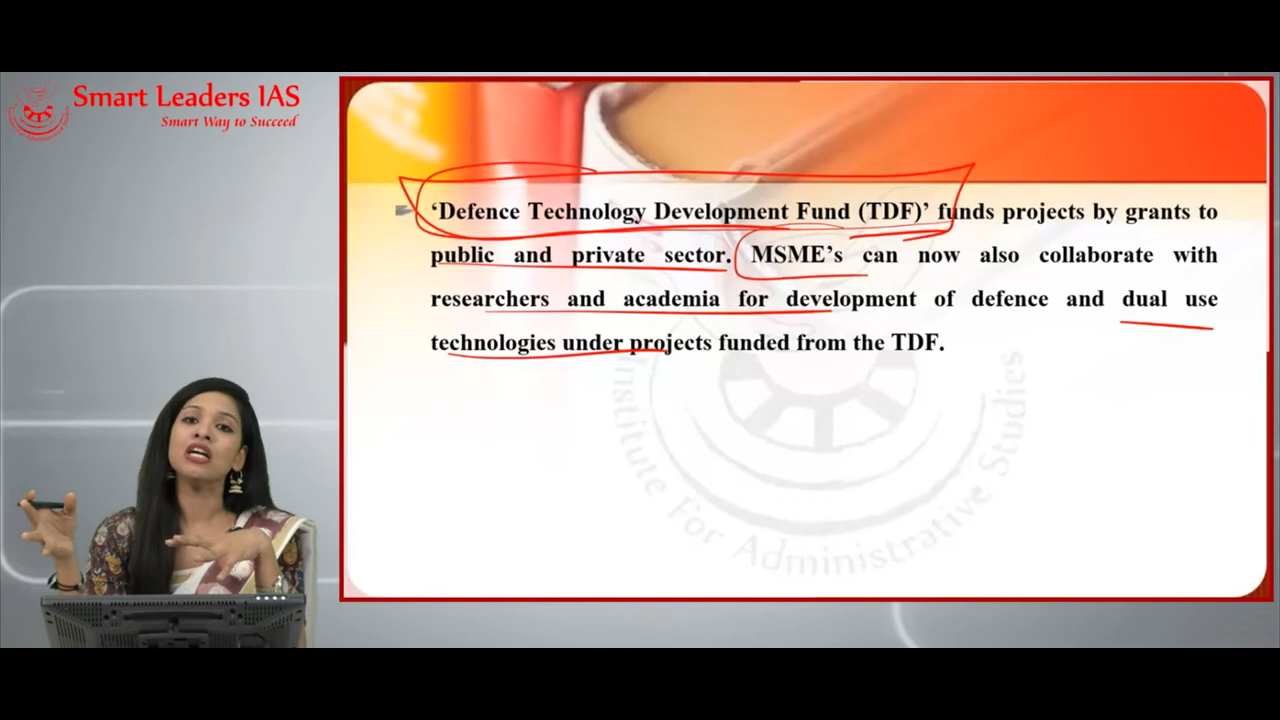 Smart Leaders IAS
Smart Way to Succeed
‘Defence Technology Development Fund (TDF)’ funds projects by grants to
public and private sector. MSME’s can now also collaborate with
researchers and academia for development of defence and dual use
technologies under projects funded from the TDF.
Institute For Administrative Studies